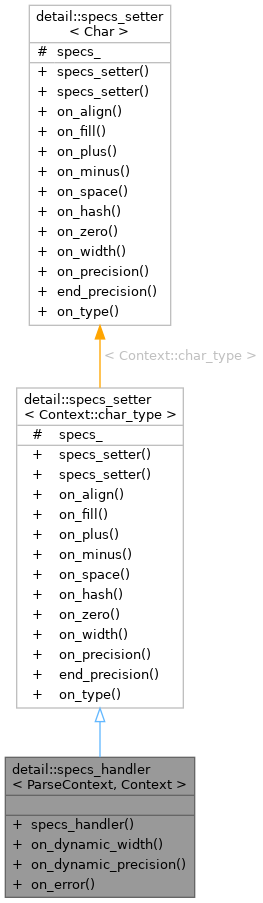 detail::specs_setter
< Char >
# specs_
+ specs_setter()
+ specs_setter()
+ on_align()
+ on_fill()
+ on_plus()
+ on_minus()
+ on_space()
+ on_hash()
+ on_zero()
+ on_width()
+ on_precision()
+ end_precision()
+ on_type()
< Context::char_type >
detail::specs_setter
< Context::char_type >
# specs_
+ specs_setter()
+ specs_setter()
+ on_align()
+ on_fill()
+ on_plus()
+ on_minus()
+ on_space()
+ on_hash()
+ on_zero()
+ on_width()
+ on_precision()
+ end_precision()
+ on_type()
detail::specs_handler
< ParseContext, Context >
+ specs_handler()
+ on_dynamic_width()
+ on_dynamic_precision()
+ on_error()